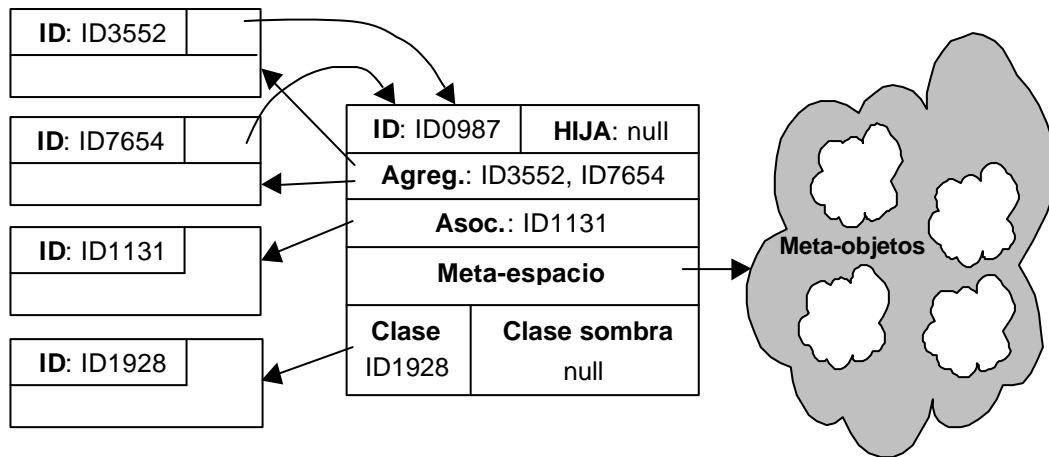 ID: ID3552
ID: ID7654
ID: ID1131
ID: ID1928
ID: ID0987
HIJA: null
Agreg.: ID3552, ID7654
Asoc.: ID1131
Meta-espacio
Clase
ID1928
Clase sombra
null
Meta-objetos